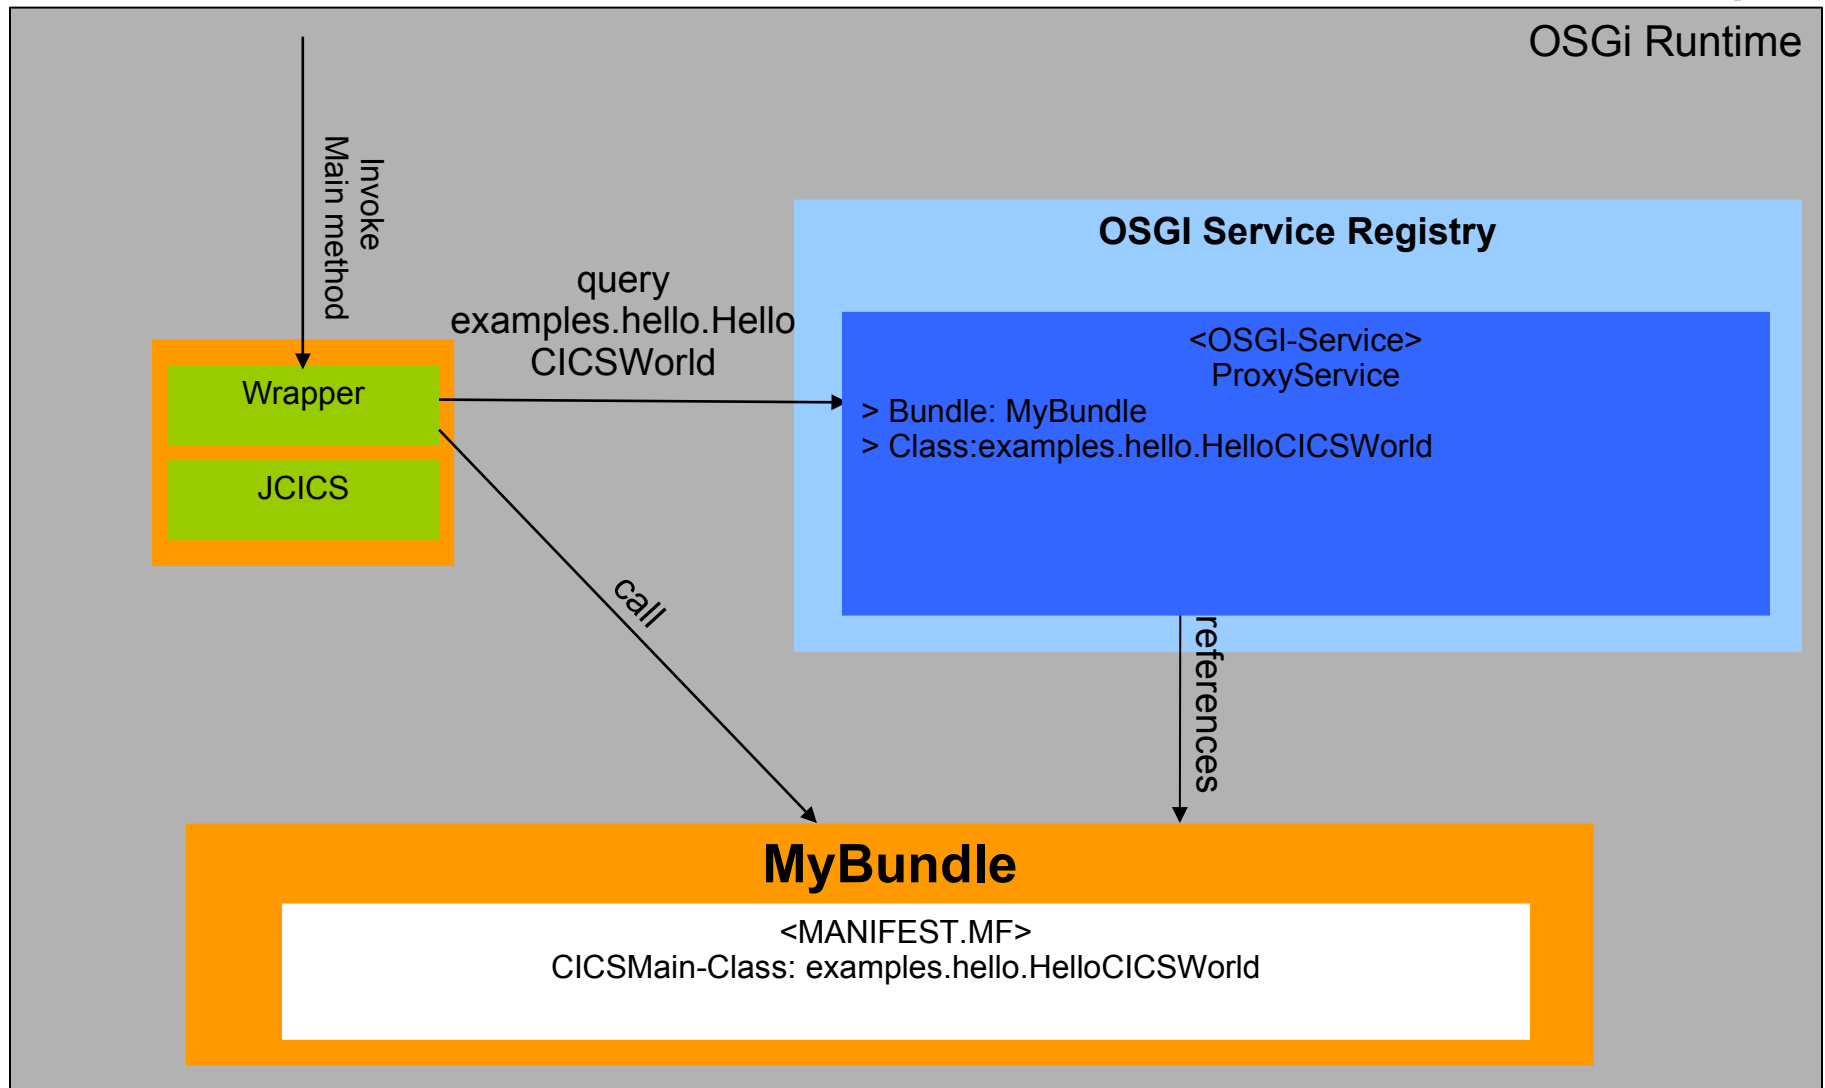 OSGi Runtime
Invoke
Main method
OSGI Service Registry
query
examples.hello.Hello
CICSWorld
<OSGI-Service>
ProxyService
> Bundle: MyBundle
> Class:examples.hello.HelloCICSWorld
Wrapper
JCICS
call
references
MyBundle
<MANIFEST.MF>
CICSMain-Class: examples.hello.HelloCICSWorld